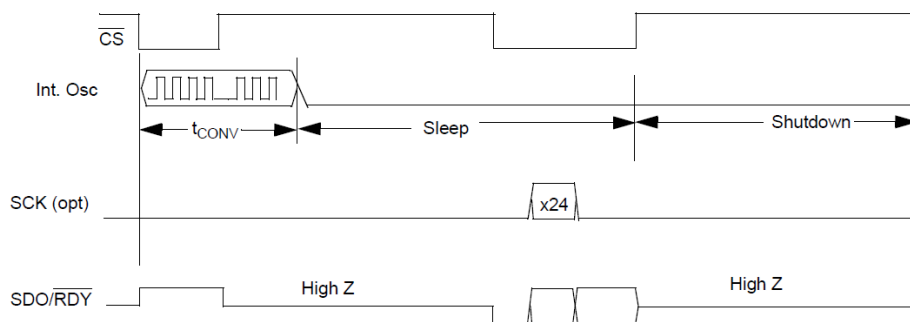 CS
Int. Osc
tCONV
Sleep
Shutdown
SCK (opt)
x24
SDO/RDY
High Z
High Z